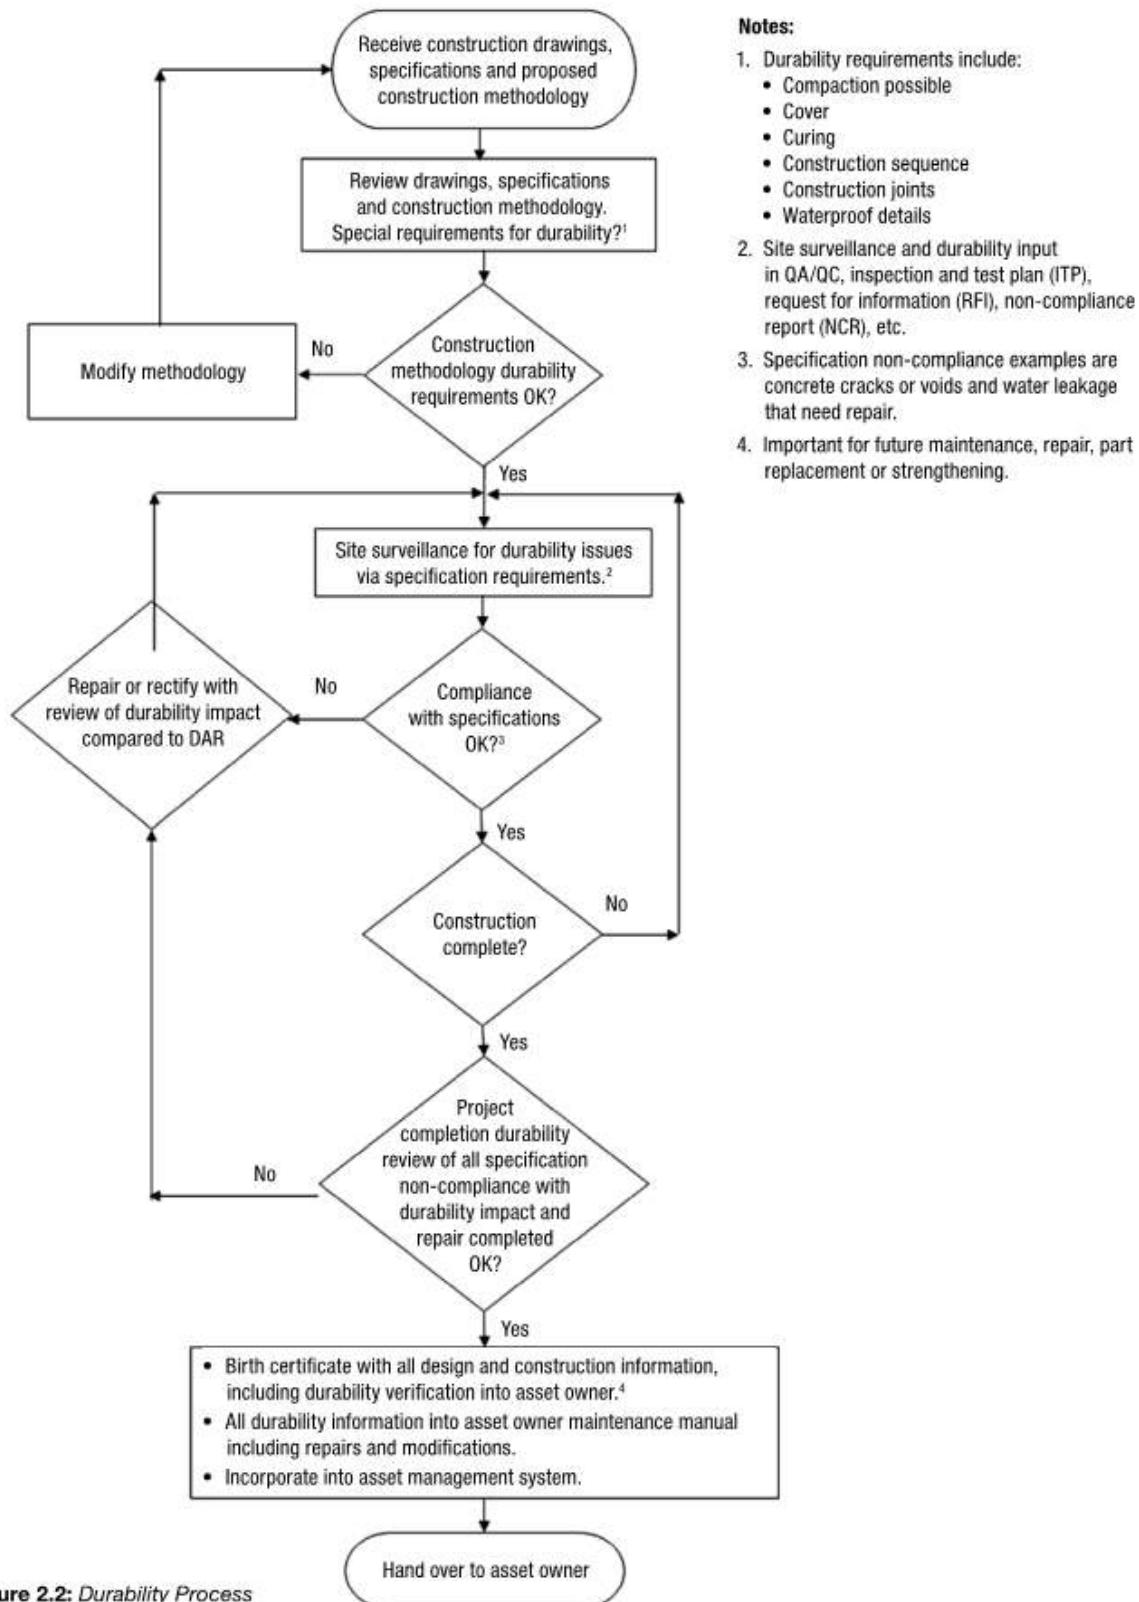 Receive construction drawings,
specifications and proposed
construction methodology
Review drawings, specifications
and construction methodology.
Special requirements for durability?¹
Construction
methodology durability
requirements OK?
No
Modify methodology
Yes
Site surveillance for durability issues
via specification requirements.²
Compliance
with specifications
OK?³
No
Repair or rectify with
review of durability impact
compared to DAR
Yes
Construction
complete?
No
Yes
Project
completion durability
review of all specification
non-compliance with
durability impact and
repair completed
OK?
No
Yes
• Birth certificate with all design and construction information,
including durability verification into asset owner.⁴
• All durability information into asset owner maintenance manual
including repairs and modifications.
• Incorporate into asset management system.
Hand over to asset owner
Notes:
1. Durability requirements include:
• Compaction possible
• Cover
• Curing
• Construction sequence
• Construction joints
• Waterproof details
2. Site surveillance and durability input
in QA/QC, inspection and test plan (ITP),
request for information (RFI), non-compliance
report (NCR), etc.
3. Specification non-compliance examples are
concrete cracks or voids and water leakage
that need repair.
4. Important for future maintenance, repair, part
replacement or strengthening.
ure 2.2: Durability Process